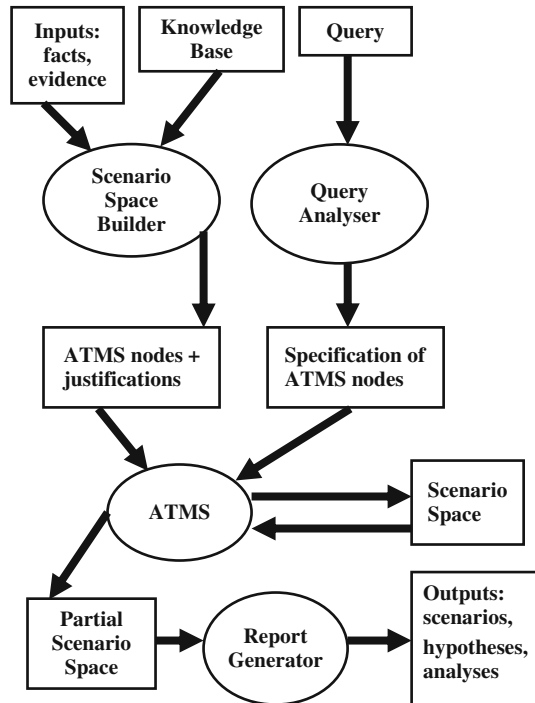 Inputs:
facts,
evidence
Knowledge
Base
Query
Scenario
Space
Builder
Query
Analyser
ATMS nodes +
justifications
Specification of
ATMS nodes
ATMS
Scenario
Space
Partial
Scenario
Space
Report
Generator
Outputs:
scenarios,
hypotheses,
analyses